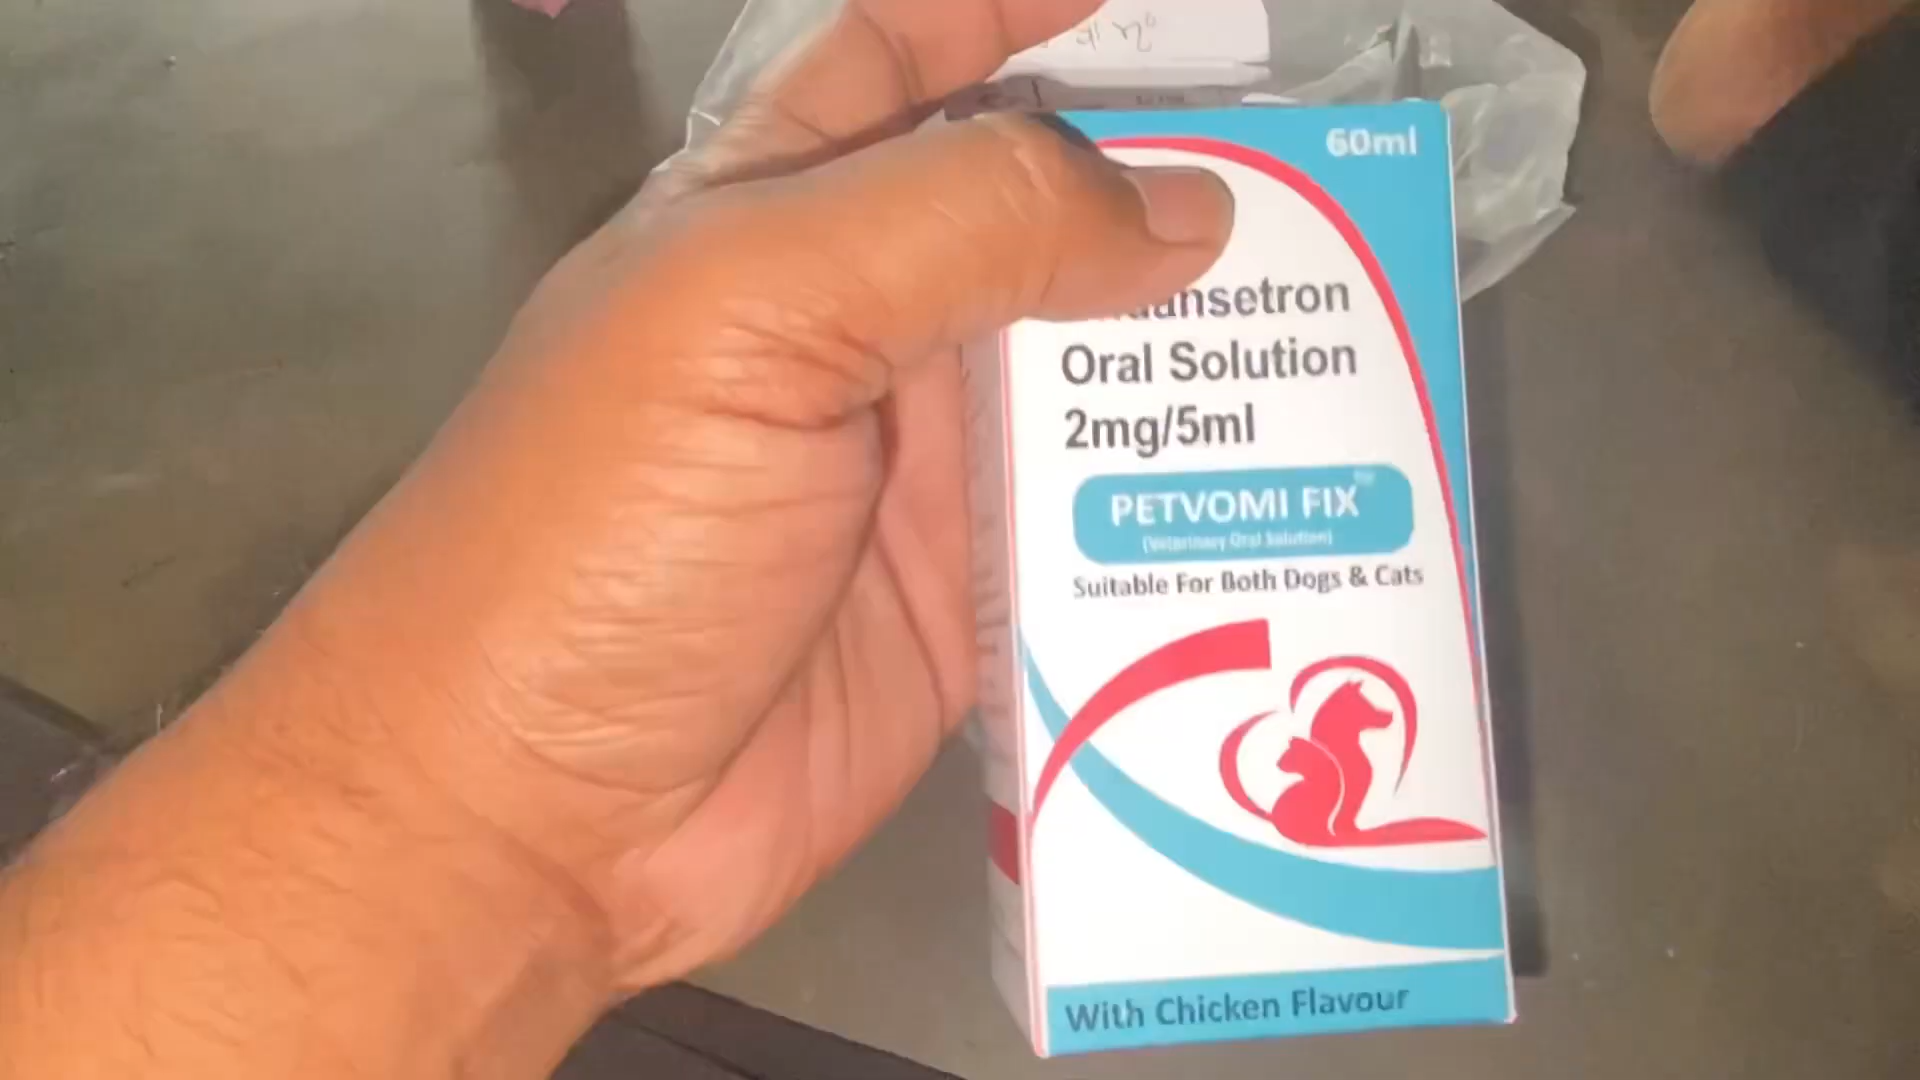 60ml
Oral Solution
2mg/5ml
PETVOMI FIX
(Veterinary Oral Solution)
Suitable For Both Dogs & Cats
With Chicken Flavour